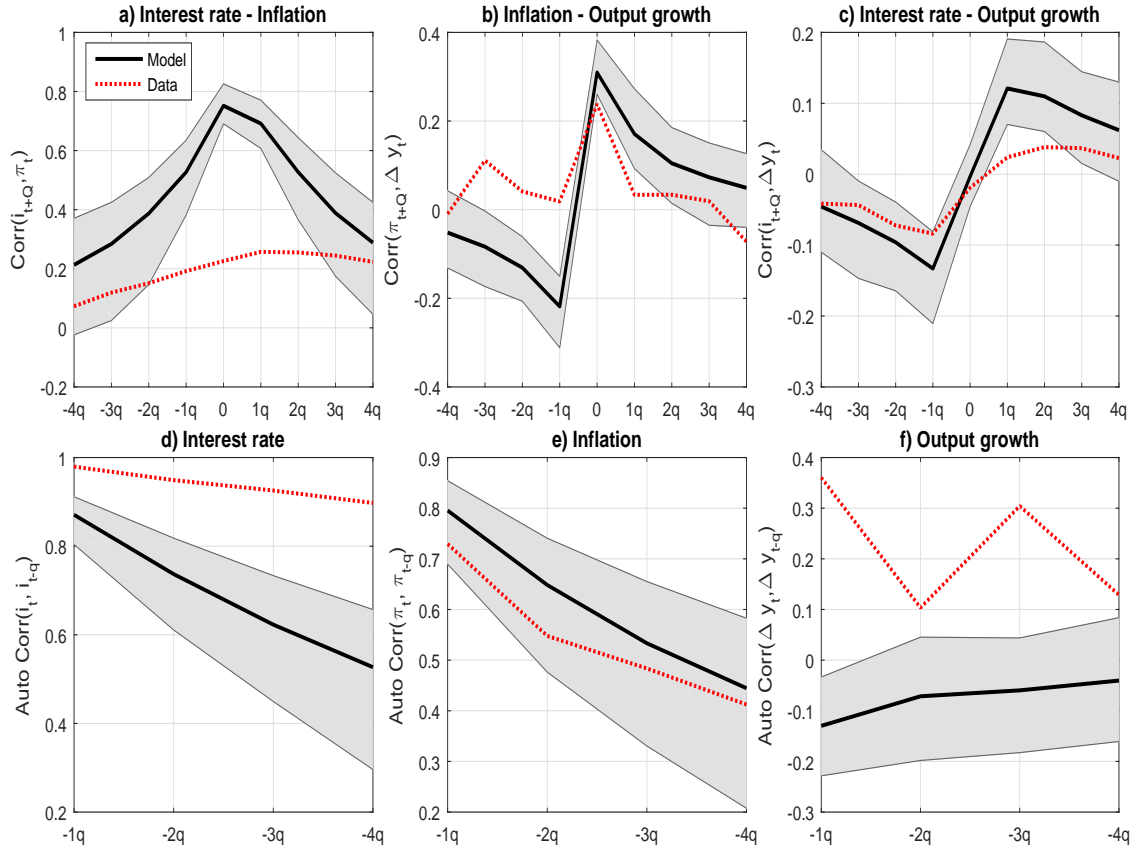 a) Interest rate - Inflation
Corr(i_{t+Q},π_t)
1
0.8
0.6
0.4
0.2
0
-0.2
-4q -3q -2q -1q 0 1q 2q 3q 4q
Model
Data
b) Inflation - Output growth
Corr(π_{t+Q},Δ y_t)
0.4
0.2
0
-0.2
-0.4
-4q -3q -2q -1q 0 1q 2q 3q 4q
c) Interest rate - Output growth
Corr(i_{t+Q},Δy_t)
0.2
0.1
0
-0.1
-0.2
-0.3
-4q -3q -2q -1q 0 1q 2q 3q 4q
d) Interest rate
Auto Corr(i_t, i_{t-q})
1
0.8
0.6
0.4
0.2
-1q -2q -3q -4q
e) Inflation
Auto Corr(π_t, π_{t-q})
0.9
0.8
0.7
0.6
0.5
0.4
0.3
0.2
-1q -2q -3q -4q
f) Output growth
Auto Corr(Δ y_t,Δ y_{t-q})
0.4
0.3
0.2
0.1
0
-0.1
-0.2
-0.3
-1q -2q -3q -4q